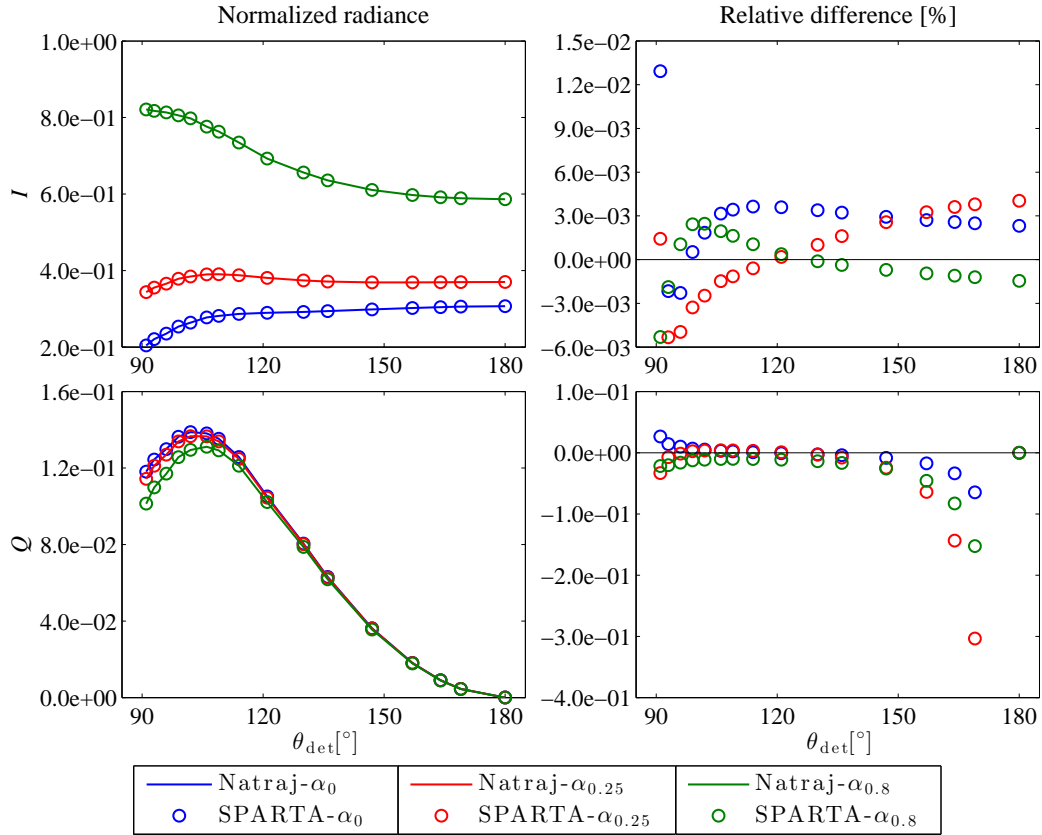 Normalized radiance
Relative difference [%]
I
1.0e+00
8.0e−01
6.0e−01
4.0e−01
2.0e−01
90 120 150 180
1.5e−02
1.2e−02
9.0e−03
6.0e−03
3.0e−03
0.0e+00
−3.0e−03
−6.0e−03
90 120 150 180
Q
1.6e−01
1.2e−01
8.0e−02
4.0e−02
0.0e+00
90 120 150 180
θdet[°]
1.0e−01
0.0e+00
−1.0e−01
−2.0e−01
−3.0e−01
−4.0e−01
90 120 150 180
θdet[°]
Natraj-α0 Natraj-α0.25 Natraj-α0.8
SPARTA-α0 SPARTA-α0.25 SPARTA-α0.8